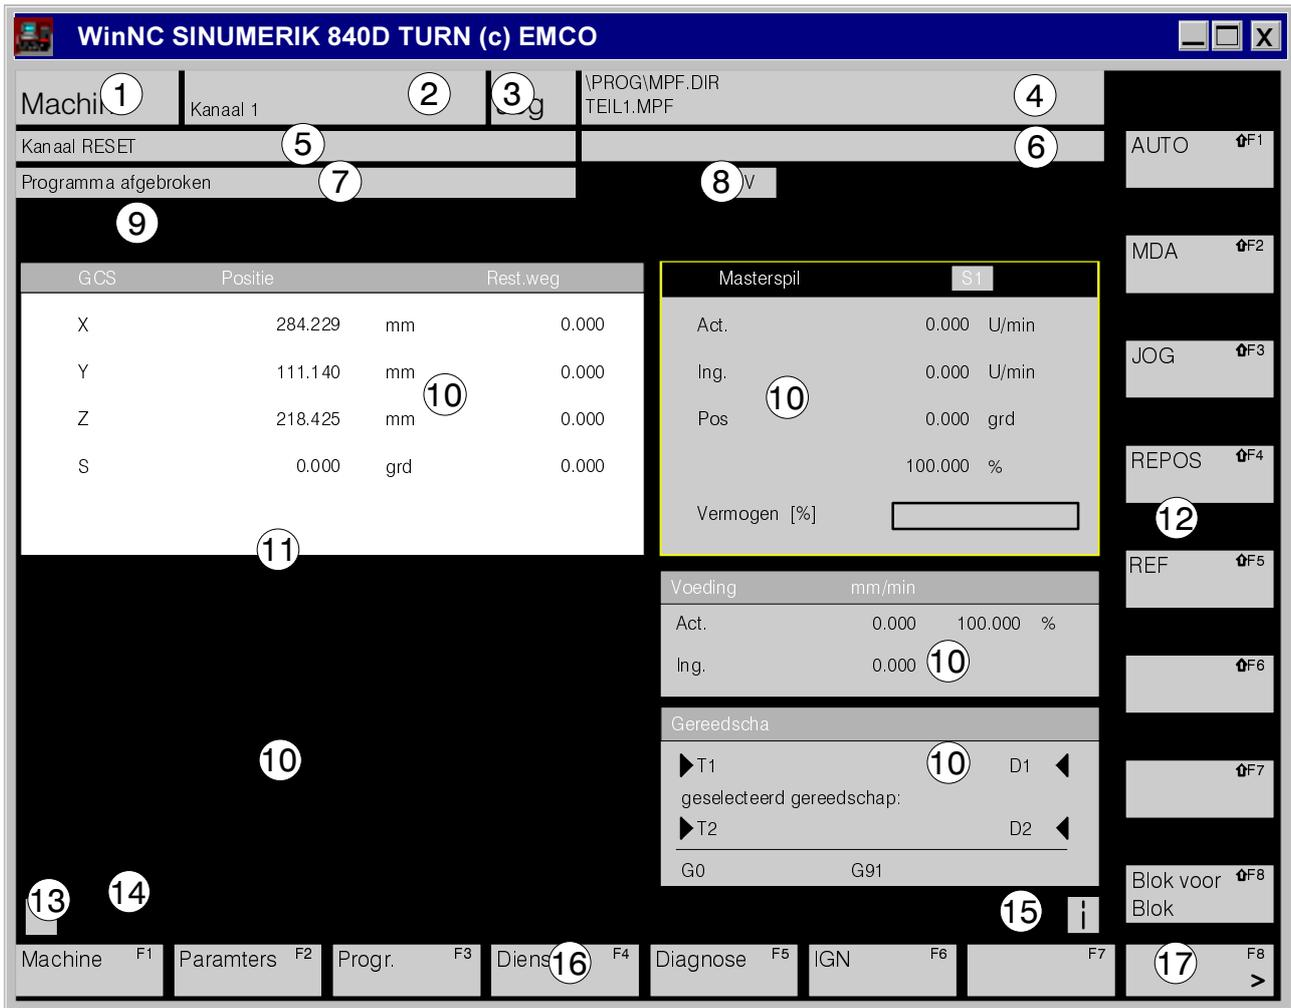 WinNC SINUMERIK 840D TURN (c) EMCO
1
Kanaal 1
2
3
\PROG\MPF.DIR
TEIL1.MPF
4
Kanaal RESET
5
6
Programma afgebroken
7
8 V
9
AUTO F1
MDA F2
JOG F3
REPOS F4
12
REF F5
F6
F7
Blok voor F8
Blok
GCS Positie Rest.weg
X 284.229 mm 0.000
Y 111.140 mm 0.000
10
Z 218.425 mm 0.000
S 0.000 grd 0.000
11
Masterspil S1
Act. 0.000 U/min
Ing. 0.000 U/min
10
Pos 0.000 grd
100.000 %
Vermogen [%]
Voeding mm/min
Act. 0.000 100.000 %
Ing. 0.000 10
10
Gereedscha
T1 10 D1
geselecteerd gereedschap:
T2 D2
G0 G91
13
14
15
i
Machine F1
Paramters F2
Progr. F3
16 F4
Diagnose F5
IGN F6
F7
17 F8
>